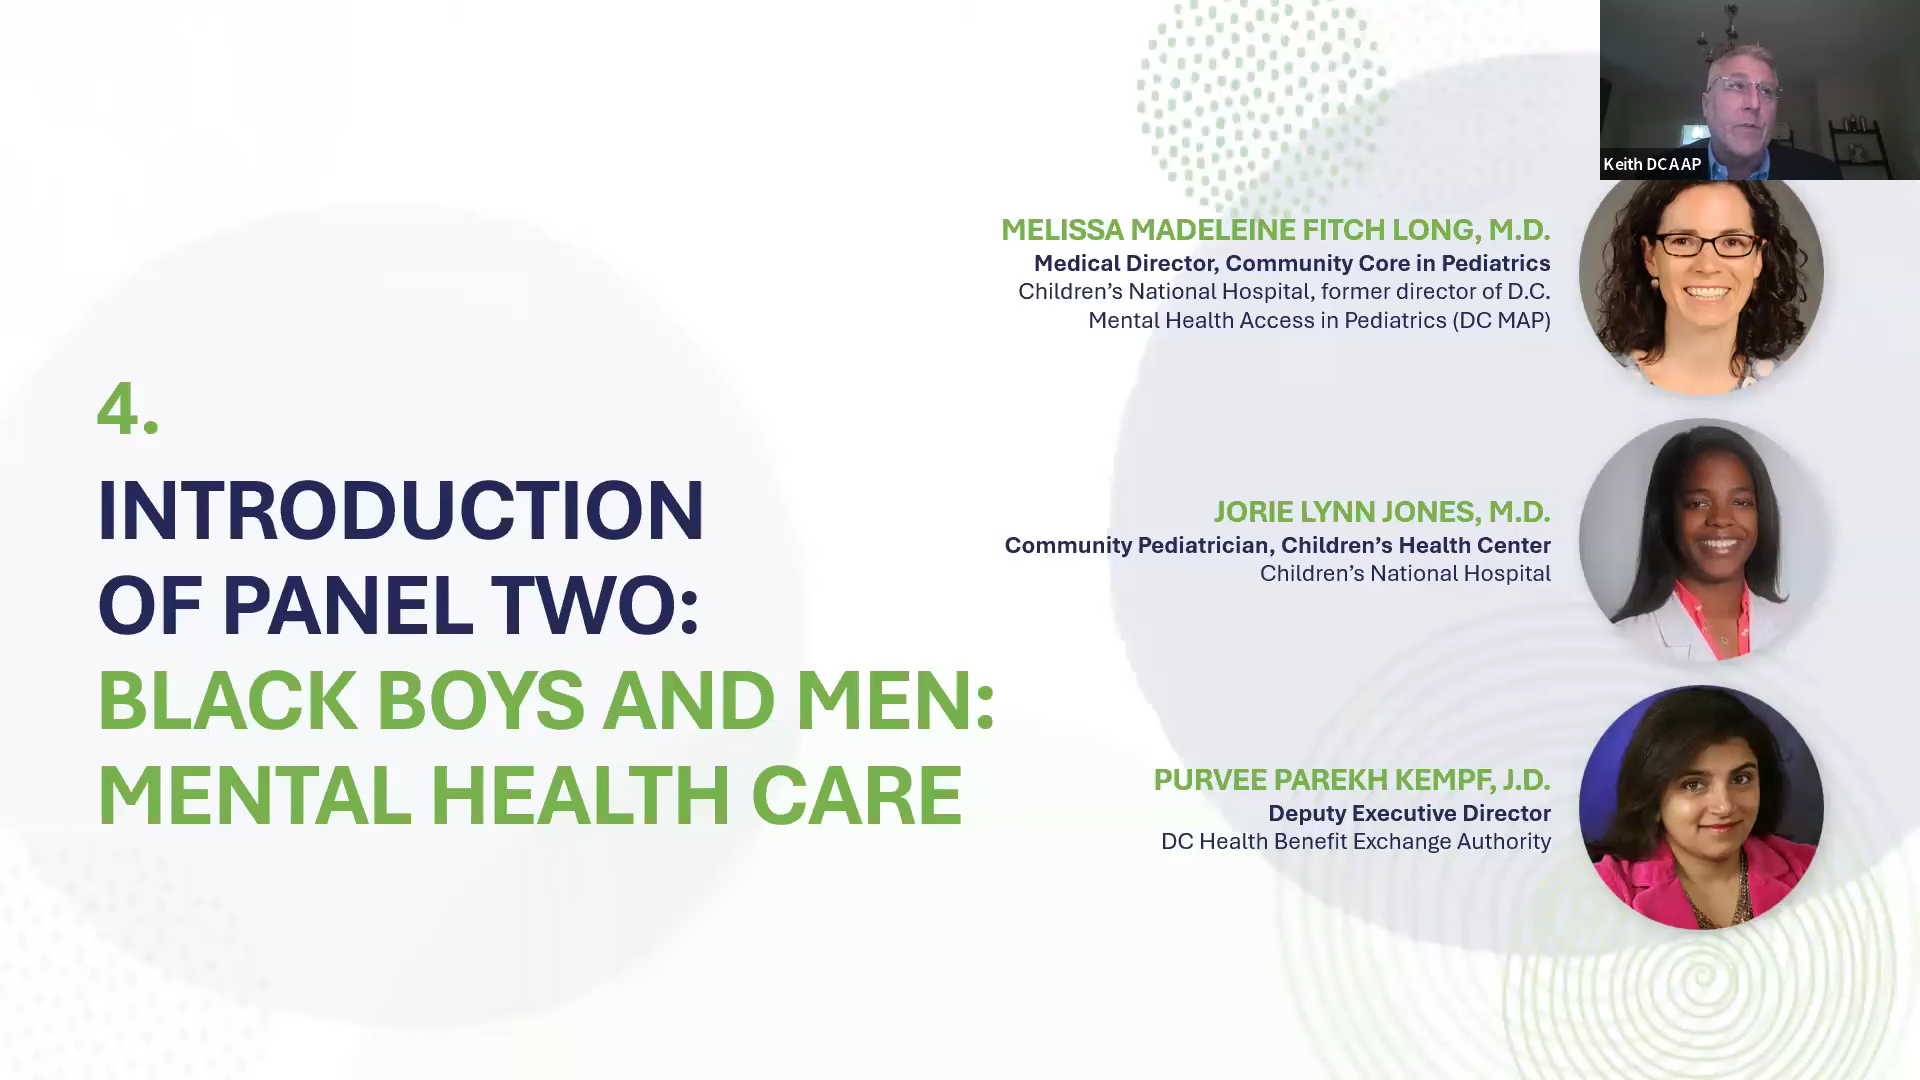 Keith DCAAP
4.
INTRODUCTION
OF PANEL TWO:
BLACK BOYS AND MEN:
MENTAL HEALTH CARE
MELISSA MADELEINE FITCH LONG, M.D.
Medical Director, Community Core in Pediatrics
Children’s National Hospital, former director of D.C.
Mental Health Access in Pediatrics (DC MAP)
JORIE LYNN JONES, M.D.
Community Pediatrician, Children’s Health Center
Children’s National Hospital
PURVEE PAREKH KEMPF, J.D.
Deputy Executive Director
DC Health Benefit Exchange Authority